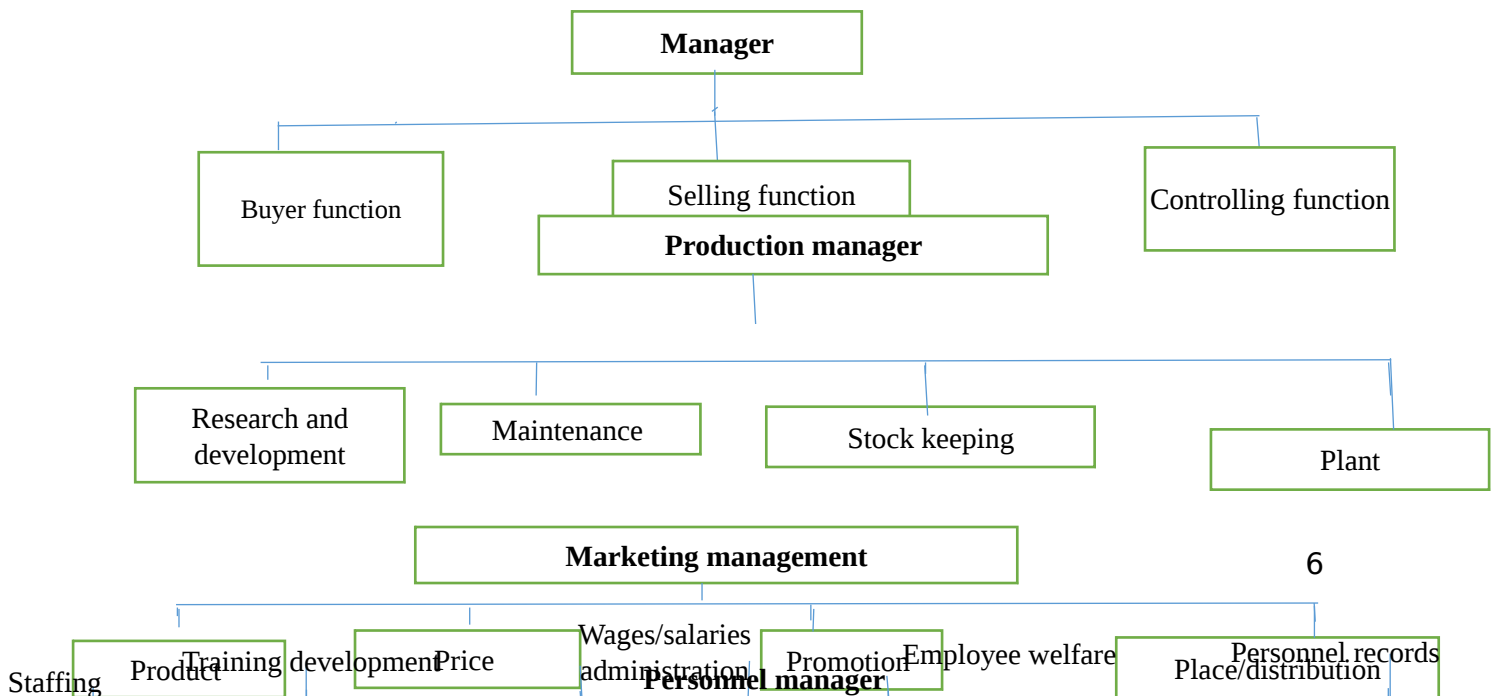 Manager
Buyer function
Selling function
Controlling function
Production manager
Research and
development
Maintenance
Stock keeping
Plant
Marketing management
6
Product
Price
Promotion
Place/distribution
Staffing
Training development
Wages/salaries
administration
Employee welfare
Personnel records
Personnel manager